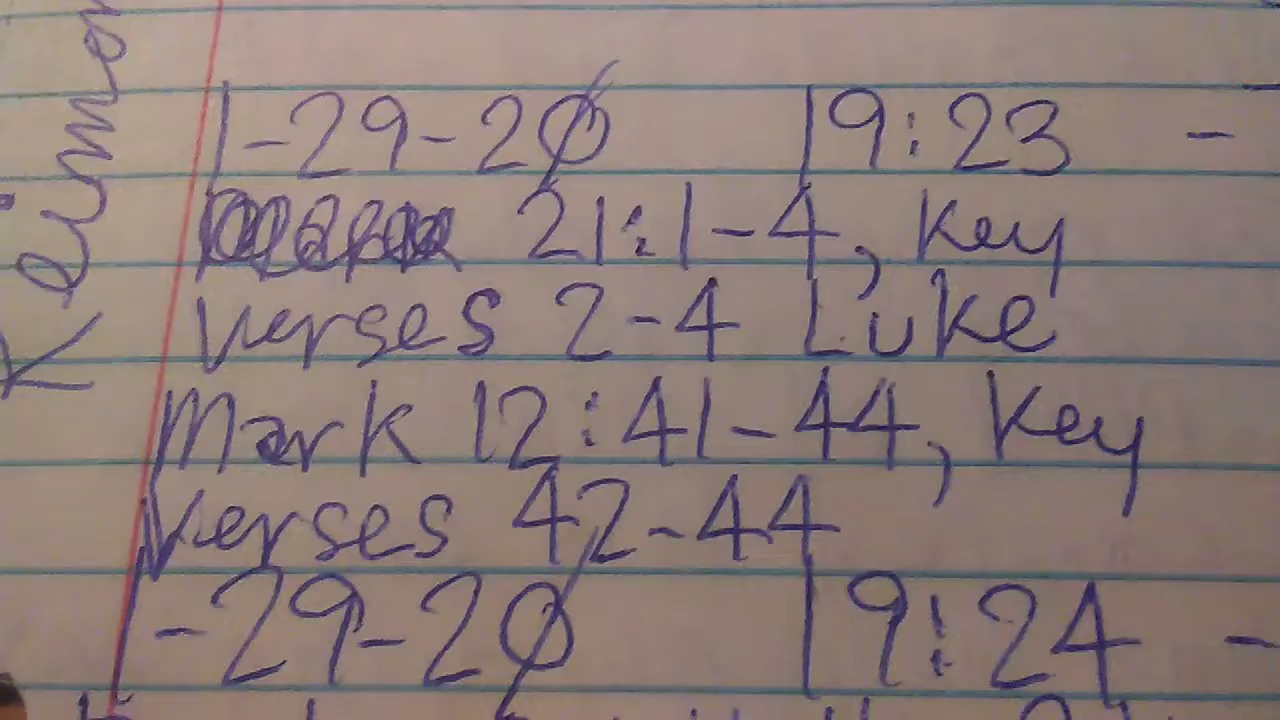 1-29-20 19:23 -
21:1-4, Key
verses 2-4 Luke
Mark 12:41-44, Key
verses 42-44
1-29-20 19:24 -